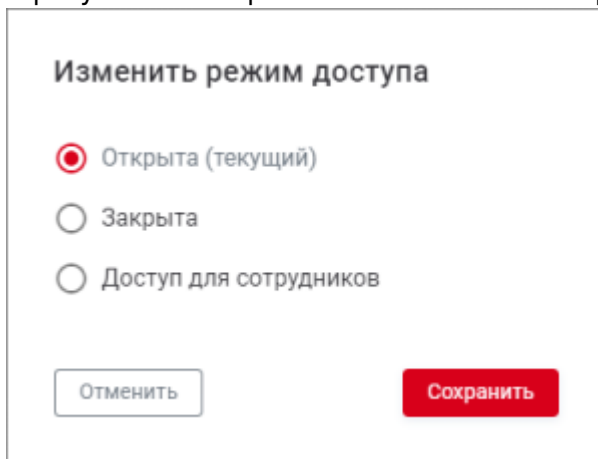 Изменить режим доступа
Открыта (текущий)
Закрыта
Доступ для сотрудников
Отменить
Сохранить